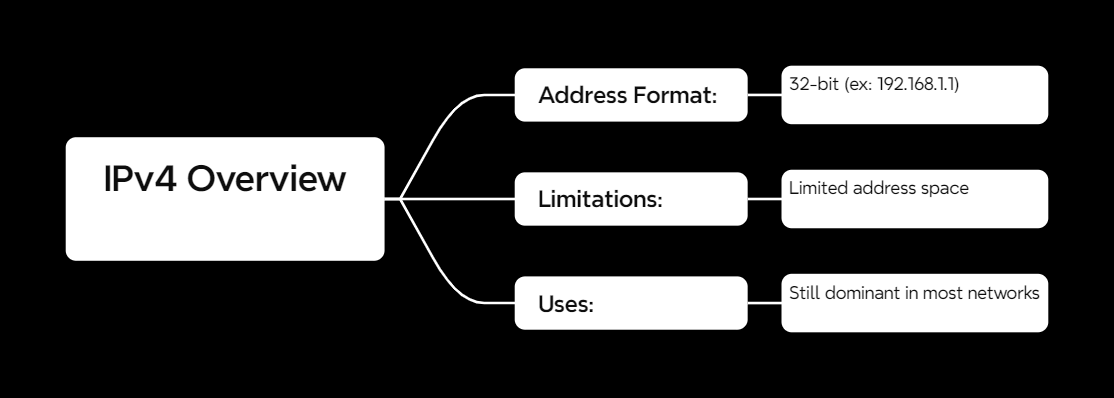 IPv4 Overview
Address Format:
32-bit (ex: 192.168.1.1)
Limitations:
Limited address space
Uses:
Still dominant in most networks